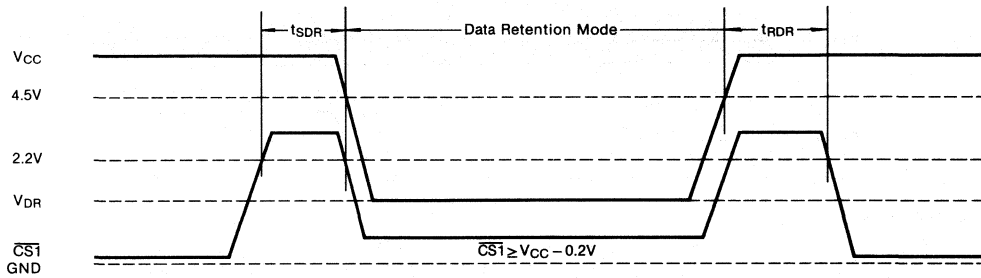 tSDR
Data Retention Mode
tRDR
VCC
4.5V
2.2V
VDR
CS1
CS1 ≥ VCC − 0.2V
GND